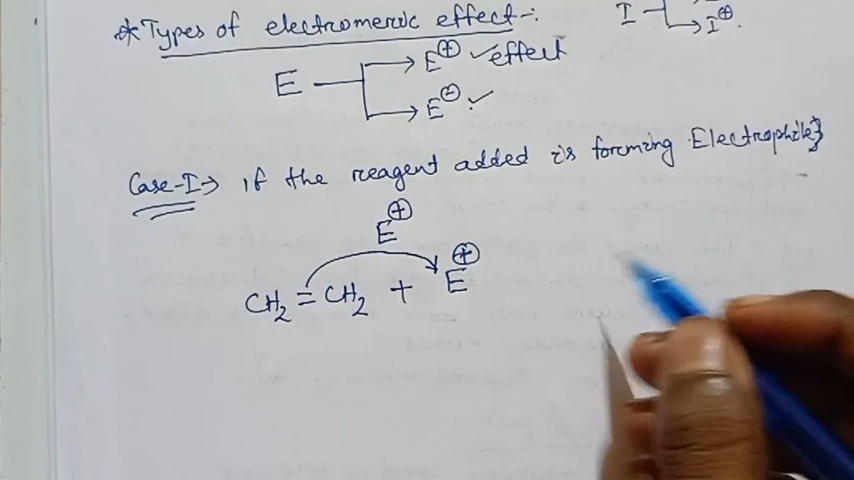 *Types of electromeric effect-:
I
I⊕
E
E⊕ ✓ effect
E⊖ ✓
Case-I→ if the reagent added is forming Electrophile}
E⊕
CH₂=CH₂ + E⊕